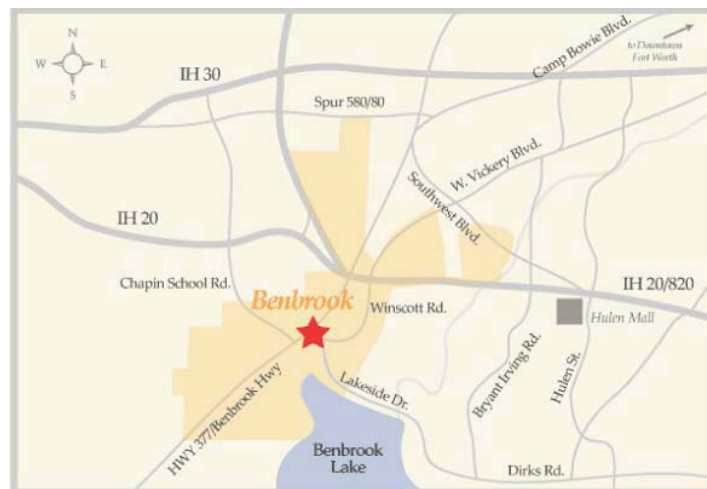 N
W E
S
IH 30
Camp Bowie Blvd.
to Downtown
Fort Worth
Spur 580/80
W. Vickery Blvd.
Southwest Blvd.
IH 20
Chapin School Rd.
Benbrook
Winscott Rd.
IH 20/820
Hulen Mall
HWY 377/Benbrook Hwy
Lakeside Dr.
Bryant Irving Rd.
Hulen St.
Benbrook
Lake
Dirks Rd.